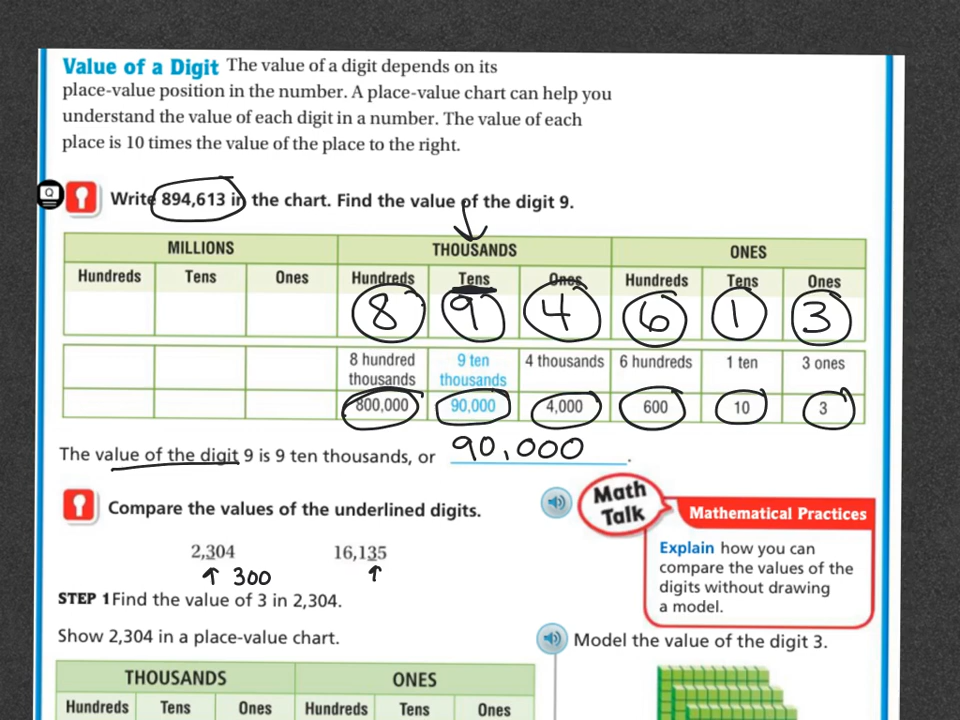 Value of a Digit The value of a digit depends on its
place-value position in the number. A place-value chart can help you
understand the value of each digit in a number. The value of each
place is 10 times the value of the place to the right.
Q
Write 894,613 in the chart. Find the value of the digit 9.
MILLIONS THOUSANDS ONES
Hundreds Tens Ones Hundreds Tens Ones Hundreds Tens Ones
8 9 4 6 1 3
8 hundred 9 ten 4 thousands 6 hundreds 1 ten 3 ones
thousands thousands
800,000 90,000 4,000 600 10 3
The value of the digit 9 is 9 ten thousands, or 90,000.
Compare the values of the underlined digits.
2,304 16,135
300
STEP 1 Find the value of 3 in 2,304.
Show 2,304 in a place-value chart.
THOUSANDS ONES
Hundreds Tens Ones Hundreds Tens Ones
Math
Talk
Mathematical Practices
Explain how you can
compare the values of the
digits without drawing
a model.
Model the value of the digit 3.